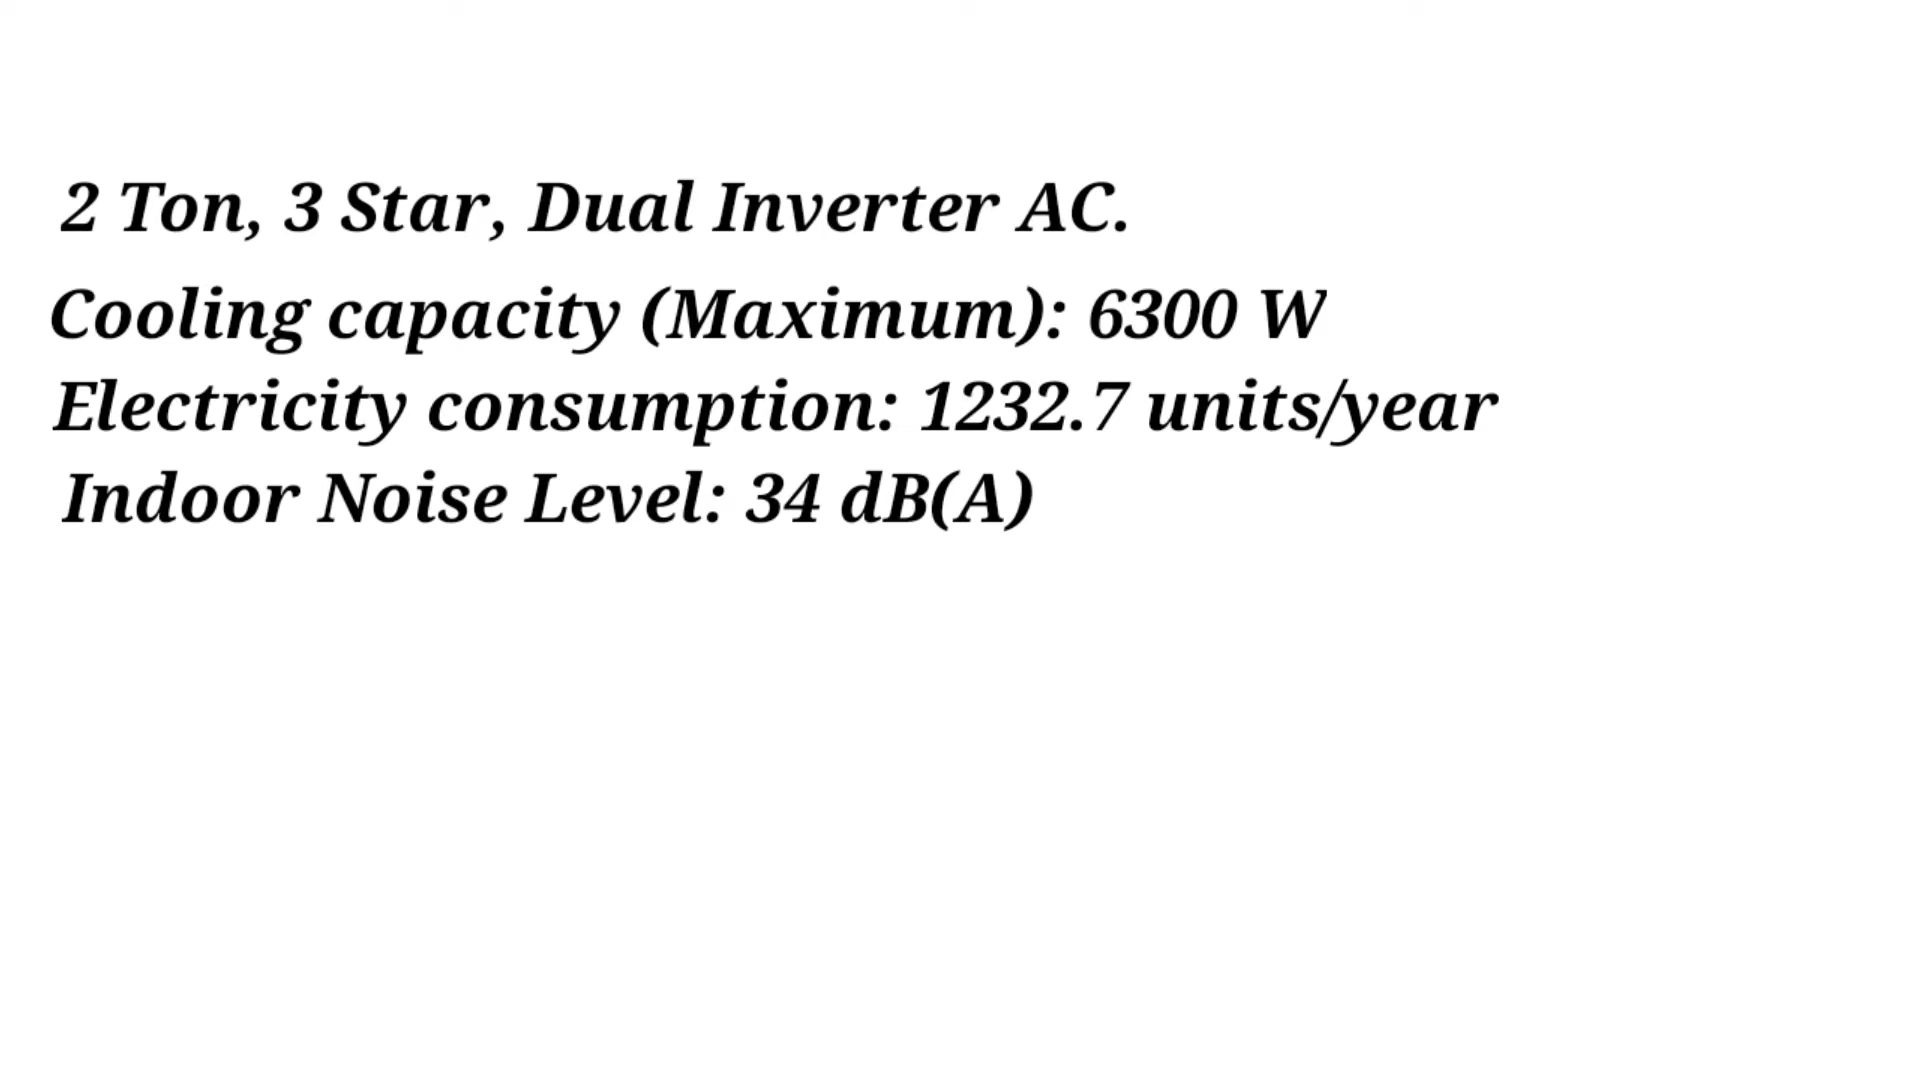 2 Ton, 3 Star, Dual Inverter AC.
Cooling capacity (Maximum): 6300 W
Electricity consumption: 1232.7 units/year
Indoor Noise Level: 34 dB(A)